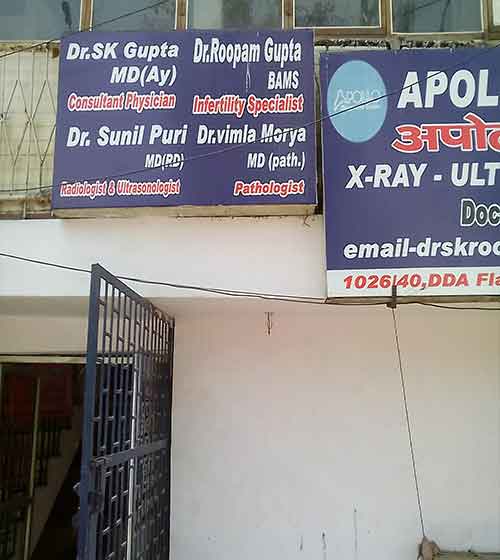 Dr.SK Gupta
MD(Ay)
Consultant Physician
Dr.Roopam Gupta
BAMS
Infertility Specialist
Dr. Sunil Puri
MD(RD)
Radiologist & Ultrasonologist
Dr.vimla Morya
MD (path.)
Pathologist
APOLLO
APOL
अपोल
X-RAY - ULT
Doc
email-drskroo
1026/40,DDA Fla